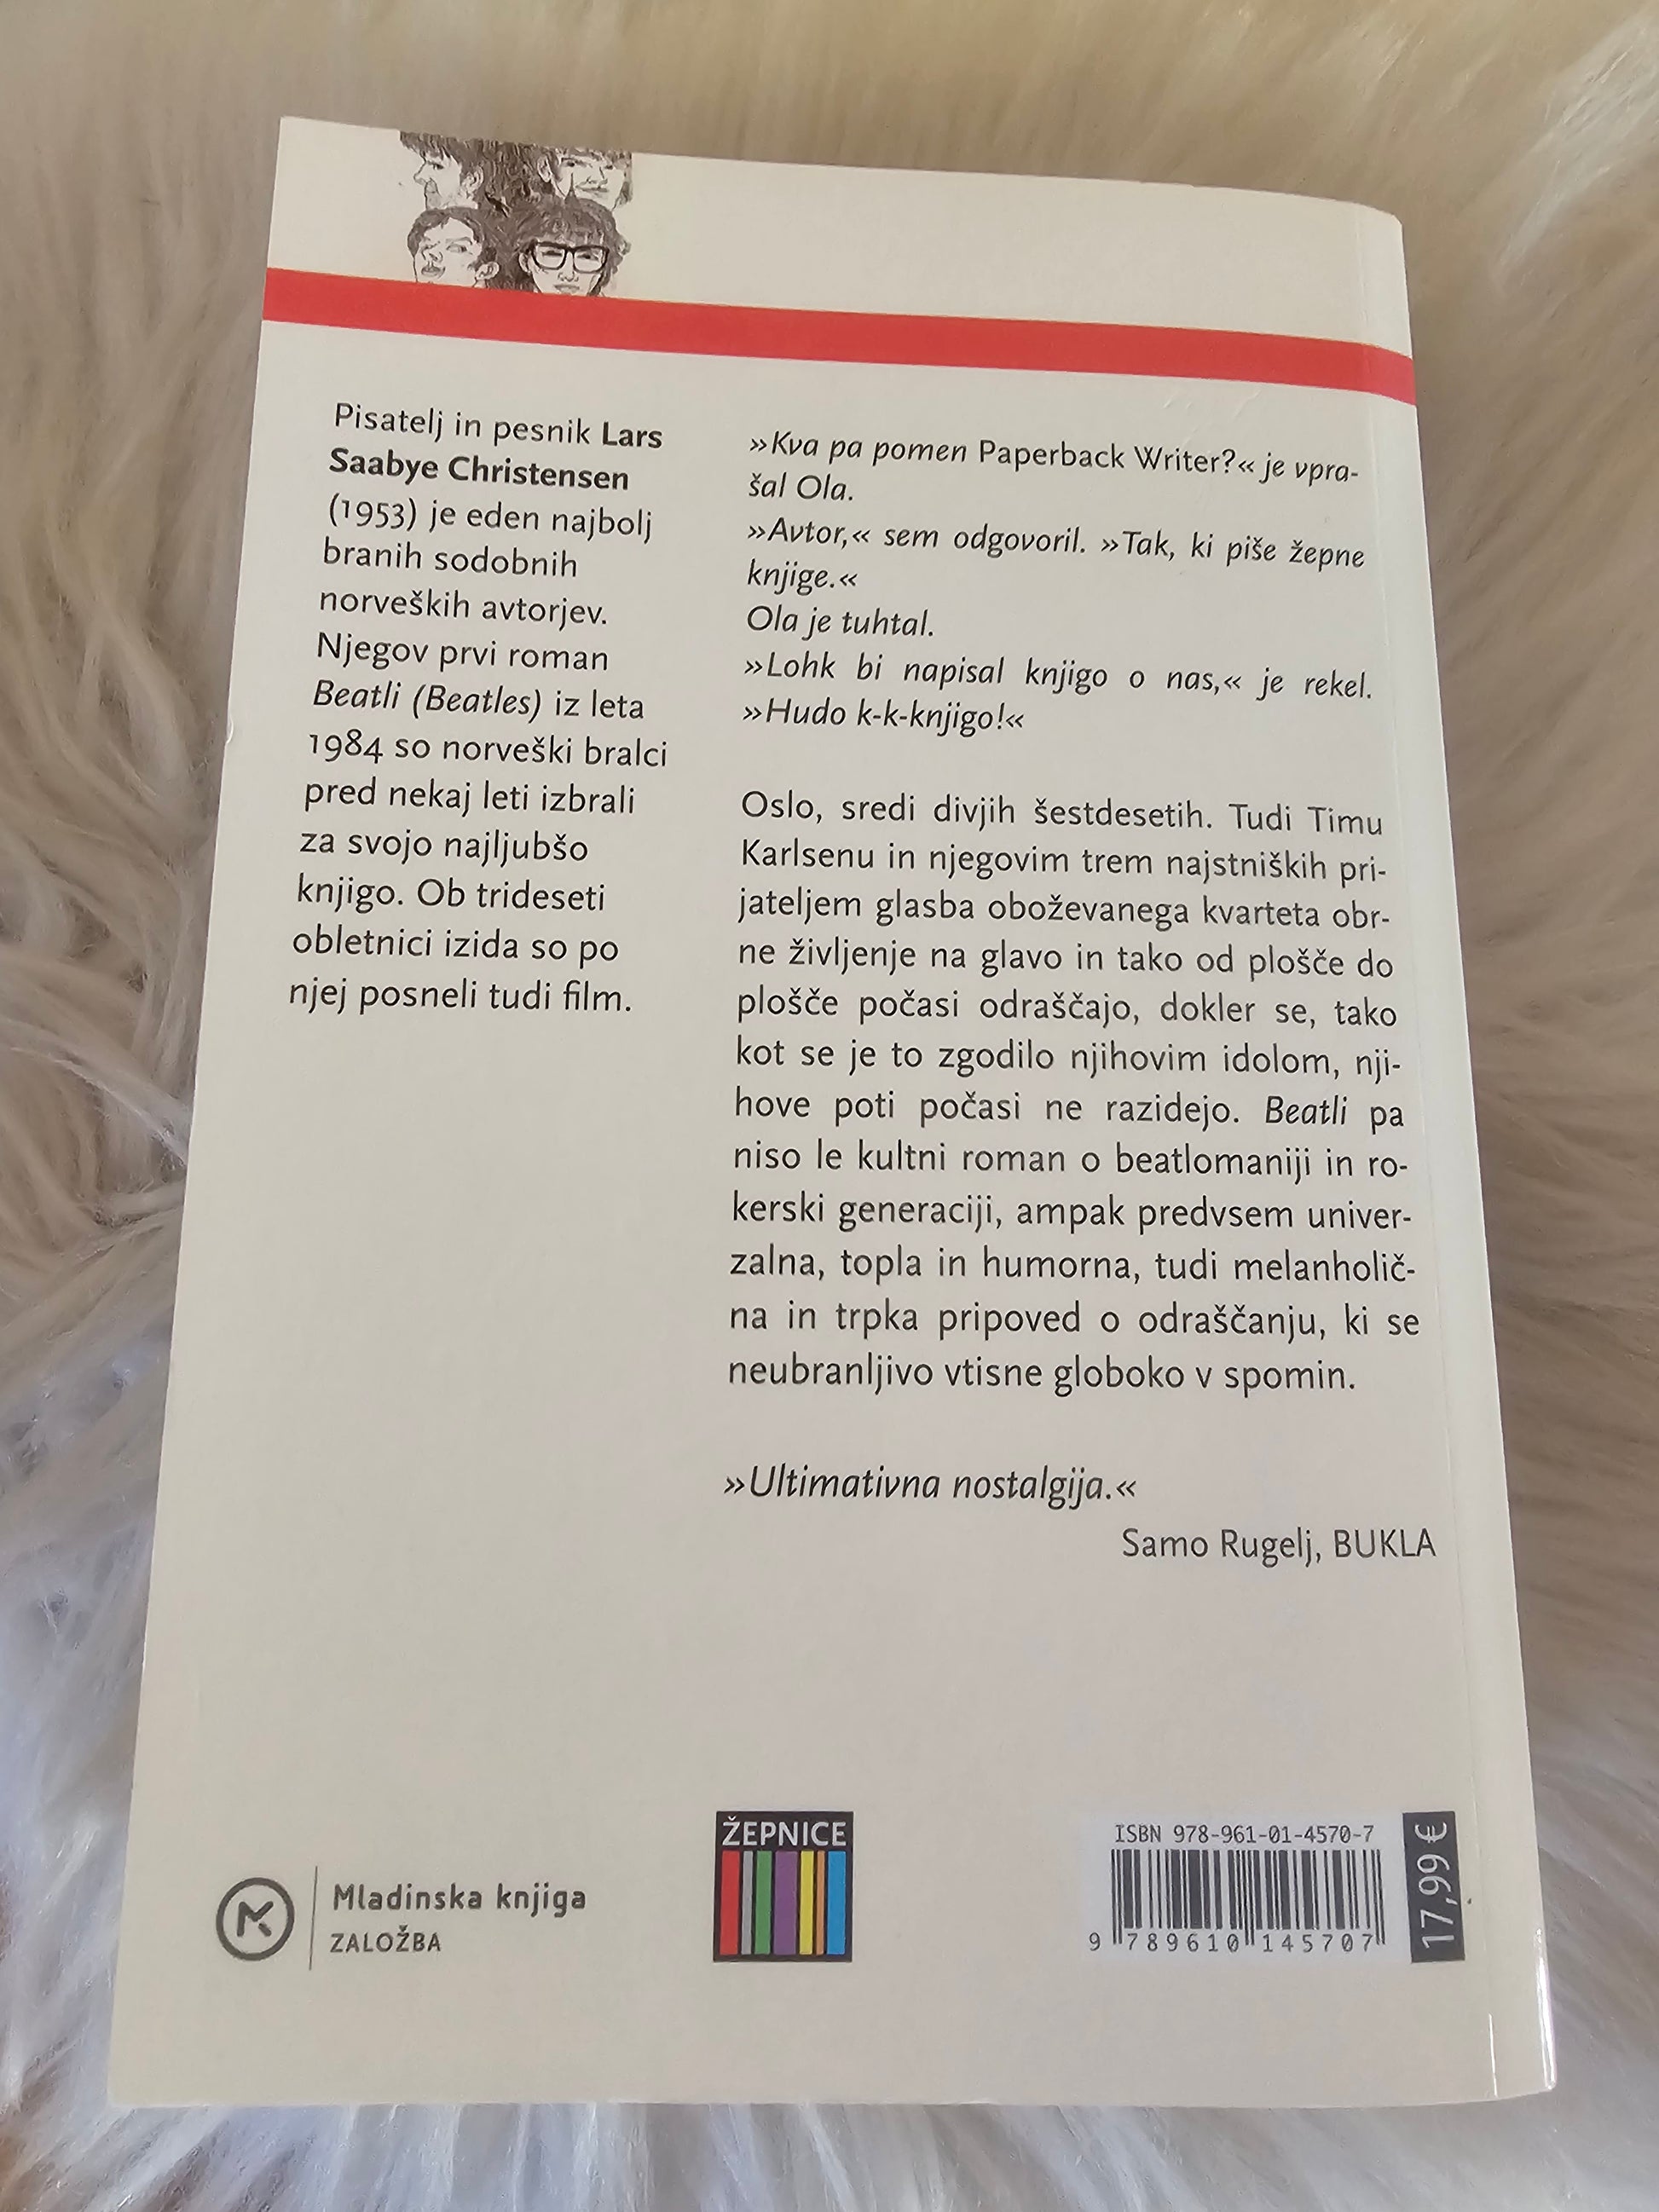 Pisatelj in pesnik Lars
Saabye Christensen
(1953) je eden najbolj
branih sodobnih
norveških avtorjev.
Njegov prvi roman
Beatli (Beatles) iz leta
1984 so norveški bralci
pred nekaj leti izbrali
za svojo najljubšo
knjigo. Ob trideseti
obletnici izida so po
njej posneli tudi film.
»Kva pa pomen Paperback Writer?« je vpra-
šal Ola.
»Avtor,« sem odgovoril. »Tak, ki piše žepne
knjige.«
Ola je tuhtal.
»Lohk bi napisal knjigo o nas,« je rekel.
»Hudo k-k-knjigo!«
Oslo, sredi divjih šestdesetih. Tudi Timu
Karlsenu in njegovim trem najstniških pri-
jateljem glasba oboževanega kvarteta obr-
ne življenje na glavo in tako od plošče do
plošče počasi odraščajo, dokler se, tako
kot se je to zgodilo njihovim idolom, nji-
hove poti počasi ne razidejo. Beatli pa
niso le kultni roman o beatlomaniji in ro-
kerski generaciji, ampak predvsem univer-
zalna, topla in humorna, tudi melanholič-
na in trpka pripoved o odraščanju, ki se
neubranljivo vtisne globoko v spomin.
»Ultimativna nostalgija.«
Samo Rugelj, BUKLA
Mladinska knjiga
ZALOŽBA
ŽEPNICE
ISBN 978-961-01-4570-7
9 789610 145707
17,99 €